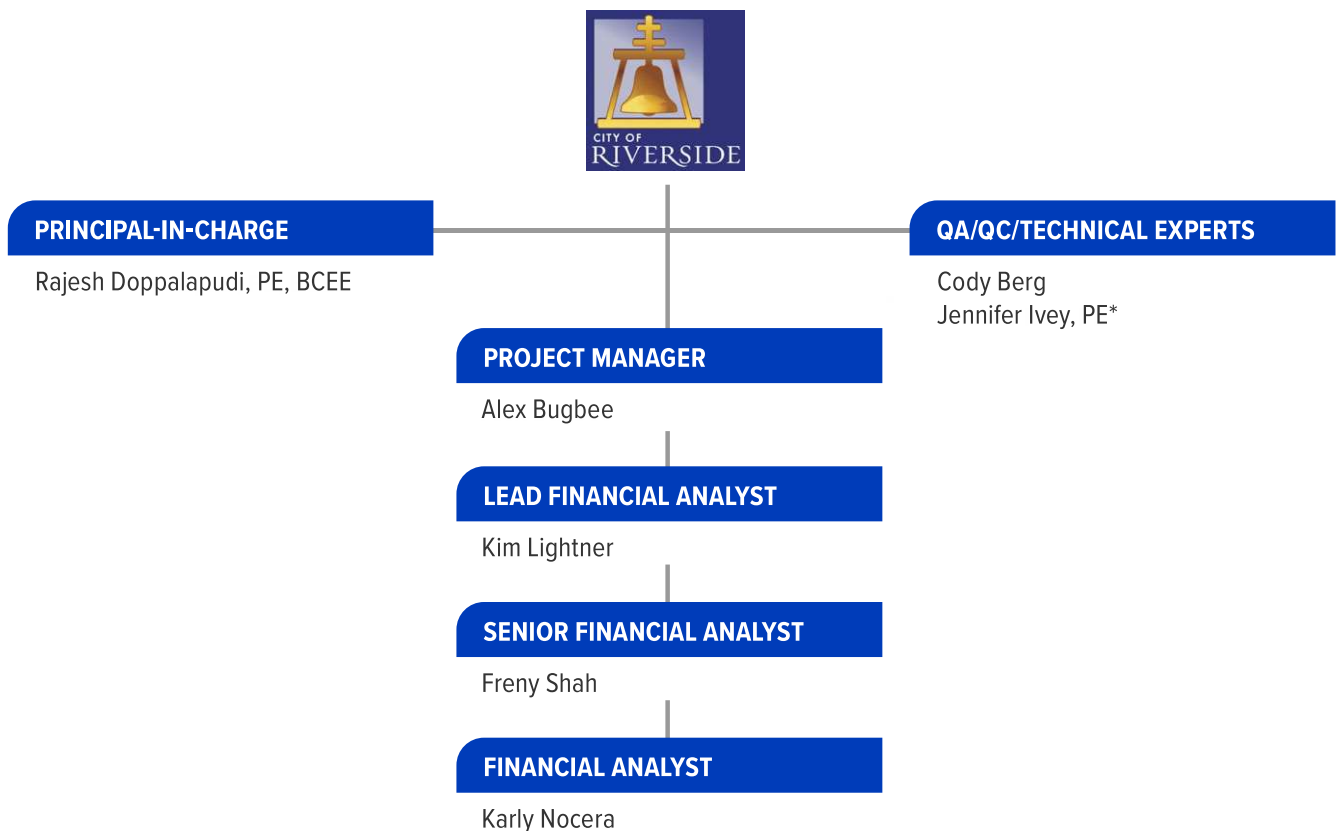 CITY OF
RIVERSIDE
PRINCIPAL-IN-CHARGE
Rajesh Doppalapudi, PE, BCEE
QA/QC/TECHNICAL EXPERTS
Cody Berg
Jennifer Ivey, PE*
PROJECT MANAGER
Alex Bugbee
LEAD FINANCIAL ANALYST
Kim Lightner
SENIOR FINANCIAL ANALYST
Freny Shah
FINANCIAL ANALYST
Karly Nocera